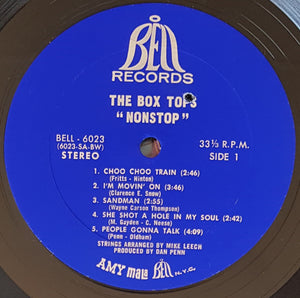 BELL
RECORDS
THE BOX TOPS
"NONSTOP"
BELL - 6023
(6023-SA-BW)
STEREO
33⅓ R.P.M.
SIDE 1
1. CHOO CHOO TRAIN (2:46)
(Fritts - Hinton)
2. I'M MOVIN' ON (3:46)
(Clarence E. Snow)
3. SANDMAN (2:55)
(Wayne Carson Thompson)
4. SHE SHOT A HOLE IN MY SOUL (2:42)
(M. Gayden - C. Neese)
5. PEOPLE GONNA TALK (4:09)
(Penn - Oldham)
STRINGS ARRANGED BY MIKE LEECH
PRODUCED BY DAN PENN
AMY mala BELL N.Y.C.